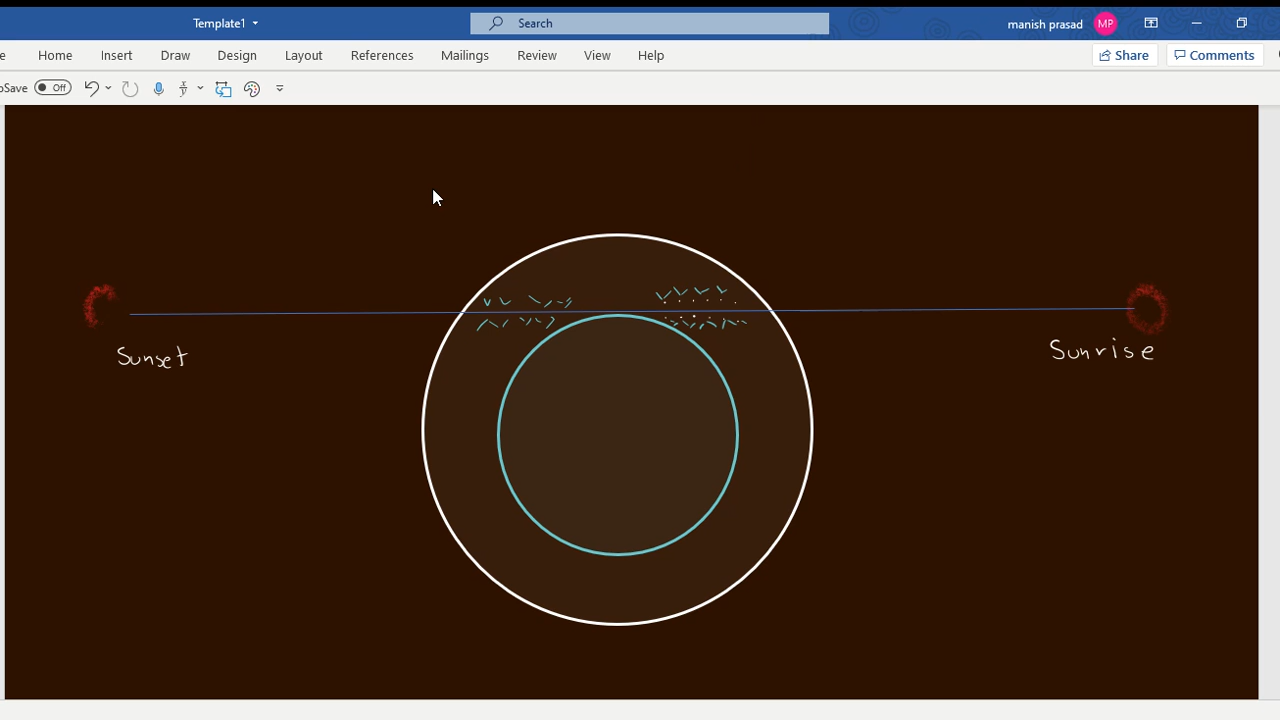 Template1
Search
manish prasad
MP
e
Home
Insert
Draw
Design
Layout
References
Mailings
Review
View
Help
Share
Comments
oSave
Off
Sunset
Sunrise